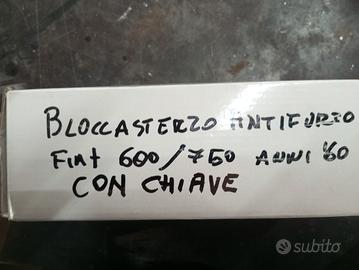 BLOCCASTERZO ANTIFURTO
FIAT 600/750 ANNI '60
CON CHIAVE
subito